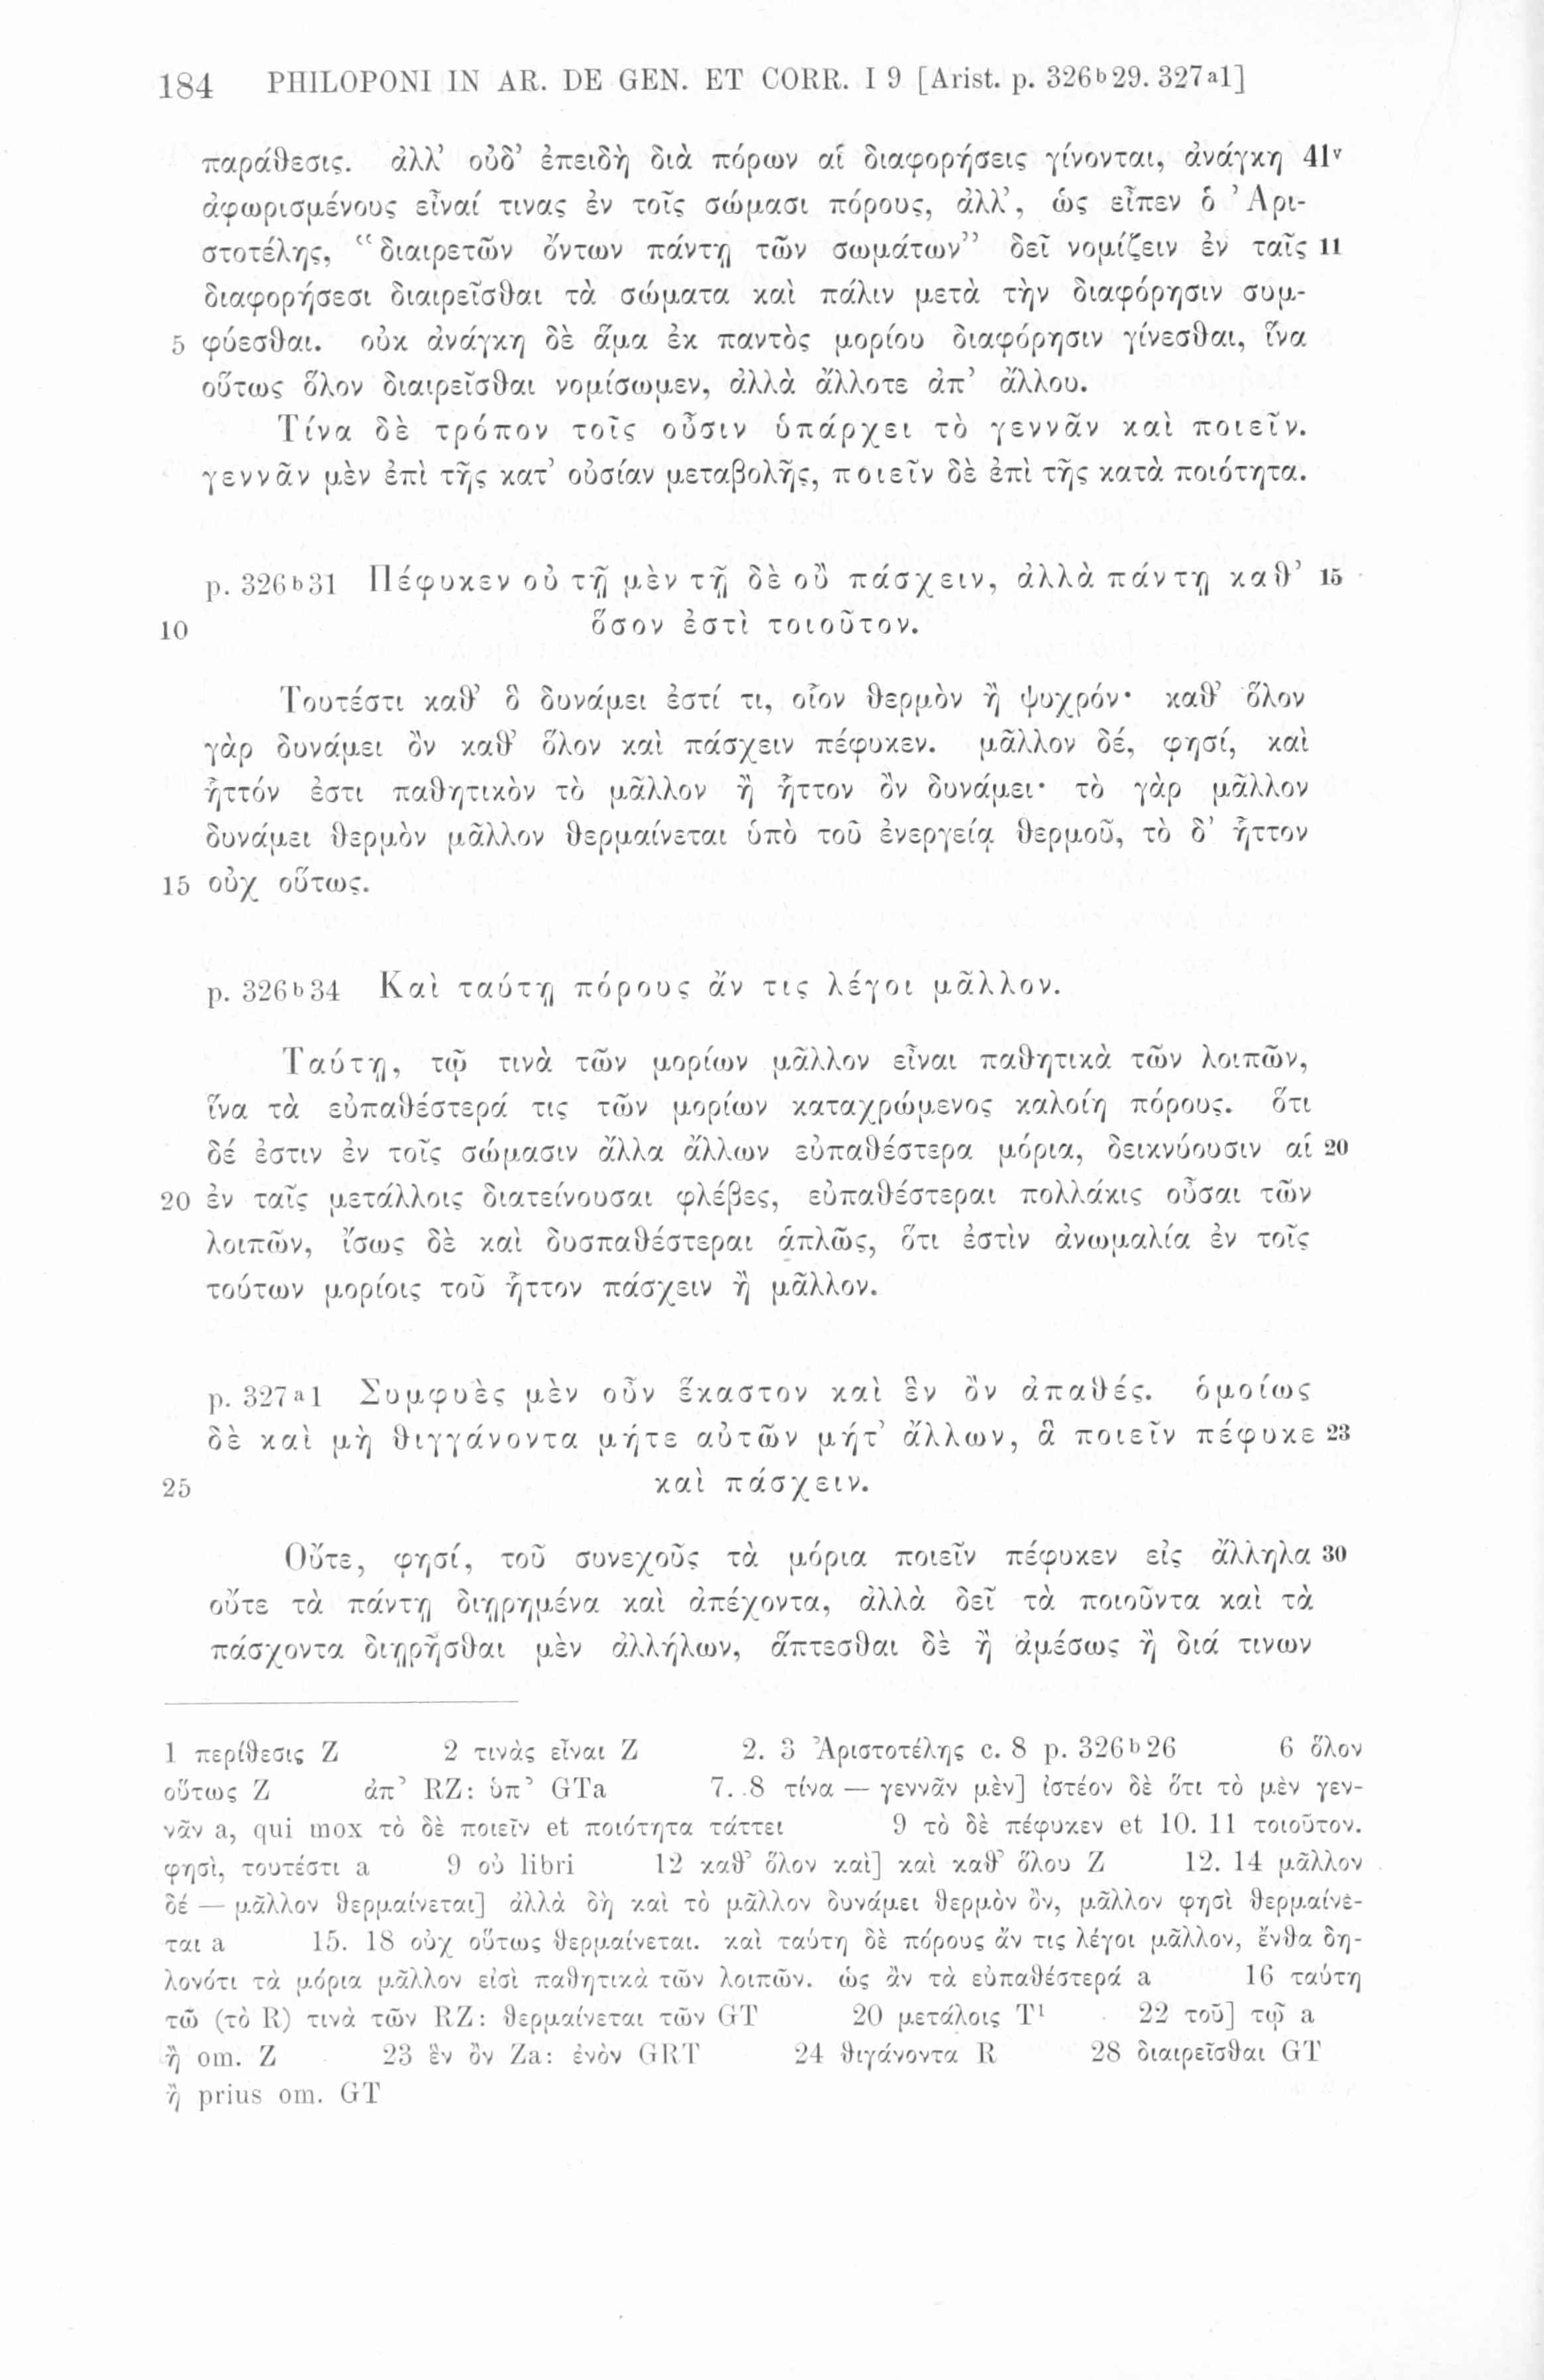 184 PHILOPONI IN AR. DE GEN. ET CORR. I 9 [Arist. p. 326b29. 327a1]
παράθεσις. ἀλλ’ οὐδ’ ἐπειδὴ διὰ πόρων αἱ διαφορήσεις γίνονται, ἀνάγκη 41v
ἀφωρισμένους εἶναί τινας ἐν τοῖς σώμασι πόρους, ἀλλ’, ὡς εἶπεν ὁ Ἀρι-
στοτέλης, “διαιρετῶν ὄντων πάντῃ τῶν σωμάτων” δεῖ νομίζειν ἐν ταῖς 11
διαφορήσεσι διαιρεῖσθαι τὰ σώματα καὶ πάλιν μετὰ τὴν διαφόρησιν συμ-
5 φύεσθαι. οὐκ ἀνάγκη δὲ ἅμα ἐκ παντὸς μορίου διαφόρησιν γίνεσθαι, ἵνα
οὕτως ὅλον διαιρεῖσθαι νομίσωμεν, ἀλλὰ ἄλλοτε ἀπ’ ἄλλου.
Τίνα δὲ τρόπον τοῖς οὖσιν ὑπάρχει τὸ γεννᾶν καὶ ποιεῖν.
γεννᾶν μὲν ἐπὶ τῆς κατ’ οὐσίαν μεταβολῆς, ποιεῖν δὲ ἐπὶ τῆς κατὰ ποιότητα.
p. 326b31 Πέφυκεν οὐ τῇ μὲν τῇ δὲ οὔ πάσχειν, ἀλλὰ πάντῃ καθ’ 15
10 ὅσον ἐστὶ τοιοῦτον.
Τουτέστι καθ’ ὃ δυνάμει ἐστί τι, οἷον θερμὸν ἢ ψυχρόν· καθ’ ὅλον
γὰρ δυνάμει ὂν καθ’ ὅλον καὶ πάσχειν πέφυκεν. μᾶλλον δέ, φησί, καὶ
ἧττόν ἐστι παθητικὸν τὸ μᾶλλον ἢ ἧττον ὂν δυνάμει· τὸ γὰρ μᾶλλον
δυνάμει θερμὸν μᾶλλον θερμαίνεται ὑπὸ τοῦ ἐνεργείᾳ θερμοῦ, τὸ δ’ ἧττον
15 οὐχ οὕτως.
p. 326b34 Καὶ ταύτῃ πόρους ἄν τις λέγοι μᾶλλον.
Ταύτῃ, τῷ τινὰ τῶν μορίων μᾶλλον εἶναι παθητικὰ τῶν λοιπῶν,
ἵνα τὰ εὐπαθέστερά τις τῶν μορίων καταχρώμενος καλοίη πόρους. ὅτι
δέ ἐστιν ἐν τοῖς σώμασιν ἄλλα ἄλλων εὐπαθέστερα μόρια, δεικνύουσιν αἱ 20
20 ἐν ταῖς μετάλλοις διατείνουσαι φλέβες, εὐπαθέστεραι πολλάκις οὖσαι τῶν
λοιπῶν, ἴσως δὲ καὶ δυσπαθέστεραι ἁπλῶς, ὅτι ἐστὶν ἀνωμαλία ἐν τοῖς
τούτων μορίοις τοῦ ἧττον πάσχειν ἢ μᾶλλον.
p. 327a1 Συμφυὲς μὲν οὖν ἕκαστον καὶ ἓν ὂν ἀπαθές. ὁμοίως
δὲ καὶ μὴ θιγγάνοντα μήτε αὑτῶν μήτ’ ἄλλων, ἃ ποιεῖν πέφυκε 23
25 καὶ πάσχειν.
Οὔτε, φησί, τοῦ συνεχοῦς τὰ μόρια ποιεῖν πέφυκεν εἰς ἄλληλα 30
οὔτε τὰ πάντῃ διῃρημένα καὶ ἀπέχοντα, ἀλλὰ δεῖ τὰ ποιοῦντα καὶ τὰ
πάσχοντα διῃρῆσθαι μὲν ἀλλήλων, ἅπτεσθαι δὲ ἢ ἀμέσως ἢ διά τινων
1 περίθεσις Z 2 τινὰς εἶναι Z 2. 3 Ἀριστοτέλης c. 8 p. 326b26 6 ὅλον
οὕτως Z ἀπ’ RZ: ὑπ’ GTa 7. 8 τίνα — γεννᾶν μὲν] ἰστέον δὲ ὅτι τὸ μὲν γεν-
νᾶν a, qui mox τὸ δὲ ποιεῖν et ποιότητα τάττει 9 τὸ δὲ πέφυκεν et 10. 11 τοιοῦτον.
φησὶ, τουτέστι a 9 οὐ libri 12 καθ’ ὅλον καὶ] καὶ καθ’ ὅλου Z 12. 14 μᾶλλον
δέ — μᾶλλον θερμαίνεται] ἀλλὰ δὴ καὶ τὸ μᾶλλον δυνάμει θερμὸν ὂν, μᾶλλον φησὶ θερμαίνε-
ται a 15. 18 οὐχ οὕτως θερμαίνεται. καὶ ταύτη δὲ πόρους ἄν τις λέγοι μᾶλλον, ἔνθα δη-
λονότι τὰ μόρια μᾶλλον εἰσὶ παθητικὰ τῶν λοιπῶν. ὡς ἂν τὰ εὐπαθέστερά a 16 ταύτη
τῶ (τὸ R) τινὰ τῶν RZ: θερμαίνεται τῶν GT 20 μετάλοις T1 22 τοῦ] τῷ a
ἢ om. Z 23 ἓν ὂν Za: ἑνὸν GRT 24 θιγάνοντα R 28 διαιρεῖσθαι GT
ἢ prius om. GT